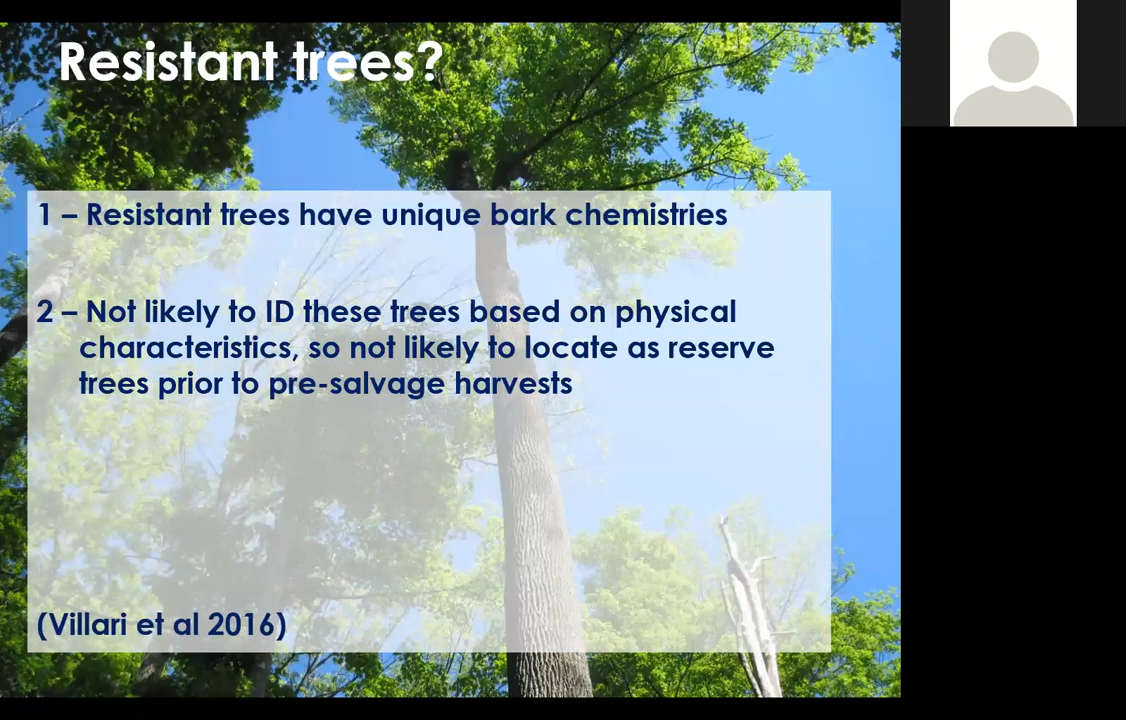 Resistant trees?
1 – Resistant trees have unique bark chemistries
2 – Not likely to ID these trees based on physical
characteristics, so not likely to locate as reserve
trees prior to pre-salvage harvests
(Villari et al 2016)